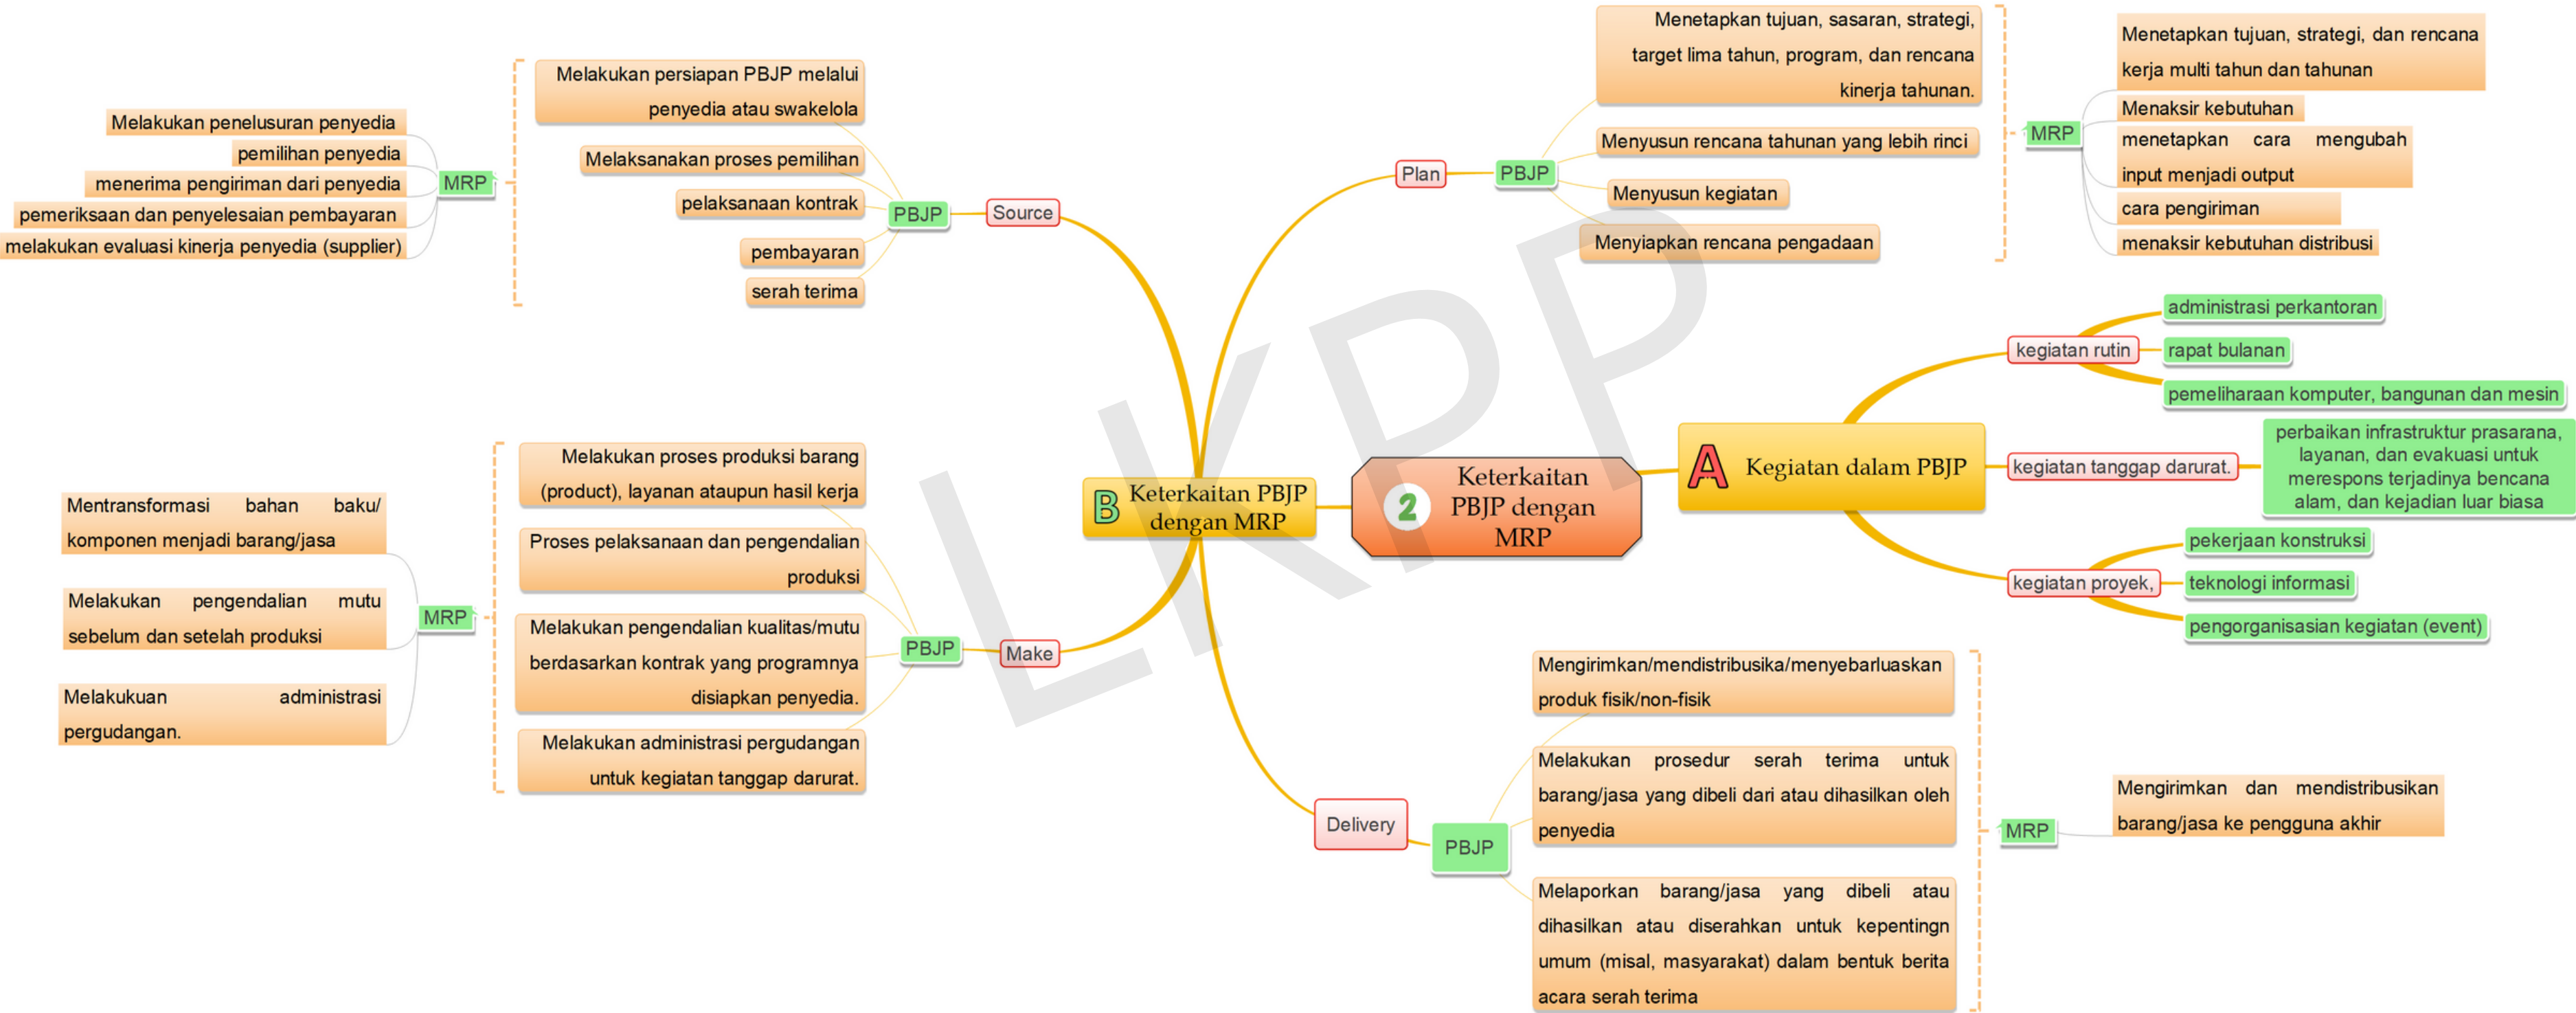 2
Keterkaitan
PBJP dengan
MRP
A
Kegiatan dalam PBJP
kegiatan rutin
administrasi perkantoran
rapat bulanan
pemeliharaan komputer, bangunan dan mesin
kegiatan tanggap darurat.
perbaikan infrastruktur prasarana,
layanan, dan evakuasi untuk
merespons terjadinya bencana
alam, dan kejadian luar biasa
kegiatan proyek,
pekerjaan konstruksi
teknologi informasi
pengorganisasian kegiatan (event)
B
Keterkaitan PBJP
dengan MRP
Plan
PBJP
Menetapkan tujuan, sasaran, strategi,
target lima tahun, program, dan rencana
kinerja tahunan.
Menyusun rencana tahunan yang lebih rinci
Menyusun kegiatan
Menyiapkan rencana pengadaan
MRP
Menetapkan tujuan, strategi, dan rencana
kerja multi tahun dan tahunan
Menaksir kebutuhan
menetapkan cara mengubah
input menjadi output
cara pengiriman
menaksir kebutuhan distribusi
Source
PBJP
Melakukan persiapan PBJP melalui
penyedia atau swakelola
Melaksanakan proses pemilihan
pelaksanaan kontrak
pembayaran
serah terima
MRP
Melakukan penelusuran penyedia
pemilihan penyedia
menerima pengiriman dari penyedia
pemeriksaan dan penyelesaian pembayaran
melakukan evaluasi kinerja penyedia (supplier)
Make
PBJP
Melakukan proses produksi barang
(product), layanan ataupun hasil kerja
Proses pelaksanaan dan pengendalian
produksi
Melakukan pengendalian kualitas/mutu
berdasarkan kontrak yang programnya
disiapkan penyedia.
Melakukan administrasi pergudangan
untuk kegiatan tanggap darurat.
MRP
Mentransformasi bahan baku/
komponen menjadi barang/jasa
Melakukan pengendalian mutu
sebelum dan setelah produksi
Melakukuan administrasi
pergudangan.
Delivery
PBJP
Mengirimkan/mendistribusika/menyebarluaskan
produk fisik/non-fisik
Melakukan prosedur serah terima untuk
barang/jasa yang dibeli dari atau dihasilkan oleh
penyedia
Melaporkan barang/jasa yang dibeli atau
dihasilkan atau diserahkan untuk kepentingn
umum (misal, masyarakat) dalam bentuk berita
acara serah terima
MRP
Mengirimkan dan mendistribusikan
barang/jasa ke pengguna akhir
LKPP